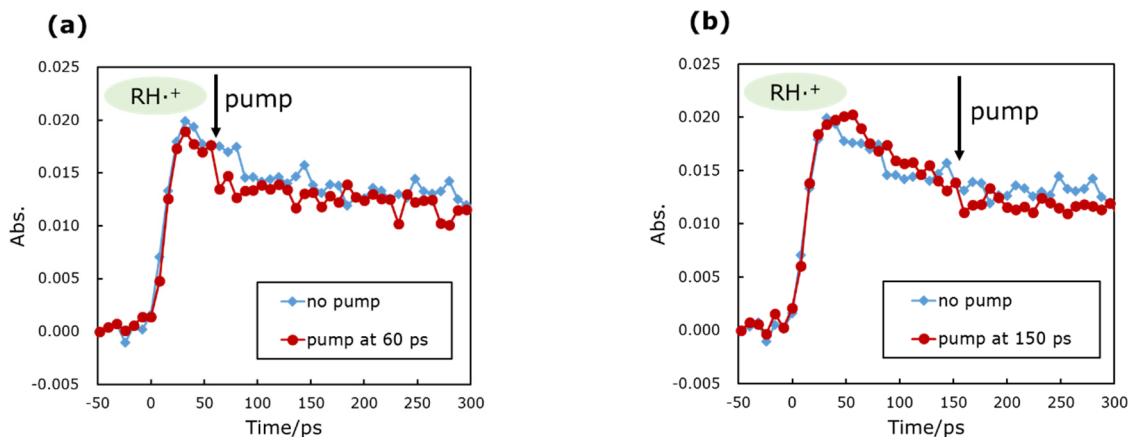 (a)
0.025
0.020
0.015
0.010
0.005
0.000
-0.005
Abs.
RH·+
pump
no pump
pump at 60 ps
-50 0 50 100 150 200 250 300
Time/ps
(b)
0.025
0.020
0.015
0.010
0.005
0.000
-0.005
Abs.
RH·+
pump
no pump
pump at 150 ps
-50 0 50 100 150 200 250 300
Time/ps